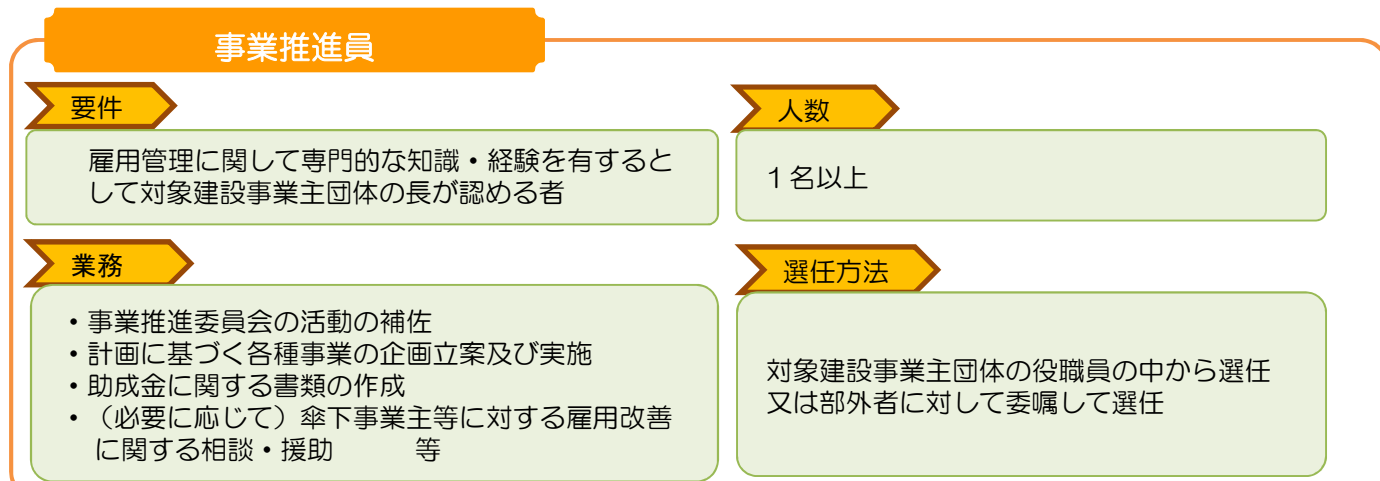 事業推進員
要件
雇用管理に関して専門的な知識・経験を有すると
して対象建設事業主団体の長が認める者
人数
１名以上
業務
・事業推進委員会の活動の補佐
・計画に基づく各種事業の企画立案及び実施
・助成金に関する書類の作成
・（必要に応じて）傘下事業主等に対する雇用改善
に関する相談・援助　　　等
選任方法
対象建設事業主団体の役職員の中から選任
又は部外者に対して委嘱して選任